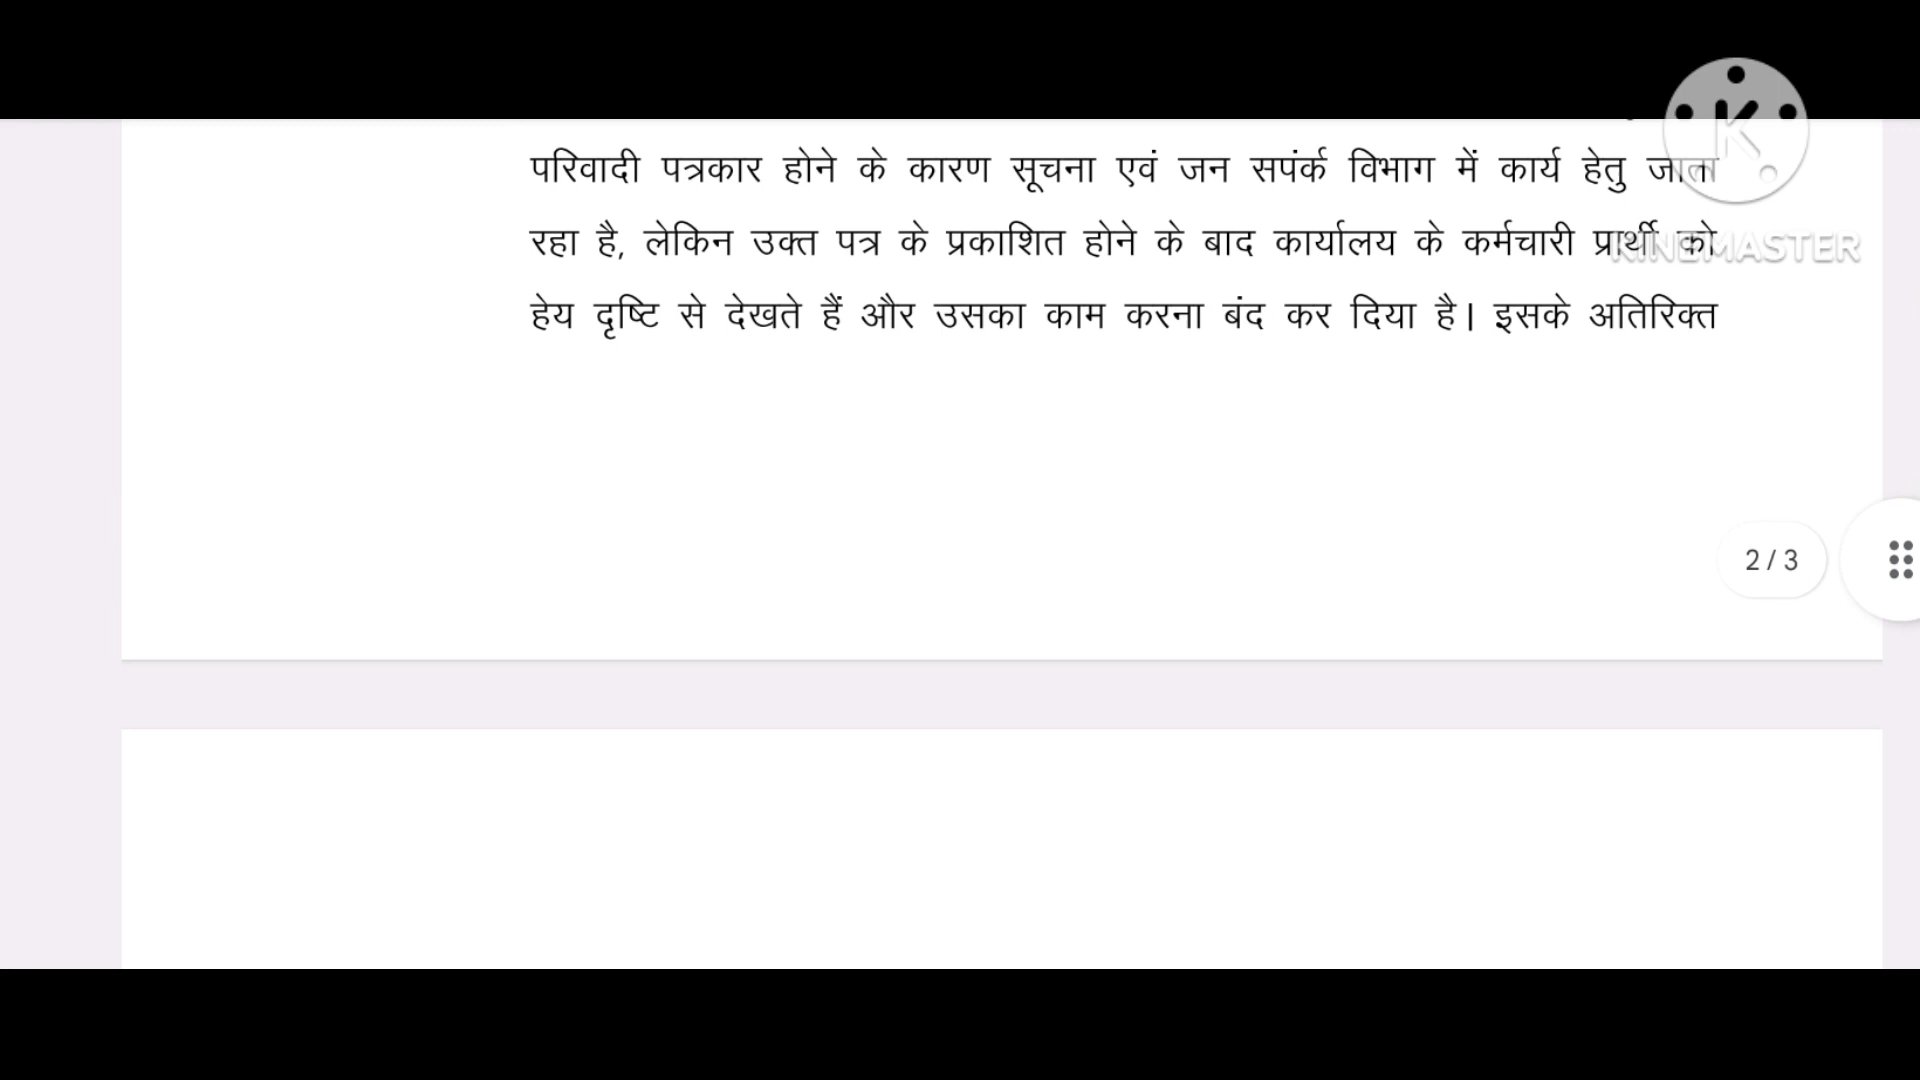 परिवादी पत्रकार होने के कारण सूचना एवं जन सपंर्क विभाग में कार्य हेतु जाता
रहा है, लेकिन उक्त पत्र के प्रकाशित होने के बाद कार्यालय के कर्मचारी प्रार्थी को
KINEMASTER
हेय दृष्टि से देखते हैं और उसका काम करना बंद कर दिया है। इसके अतिरिक्त
2 / 3